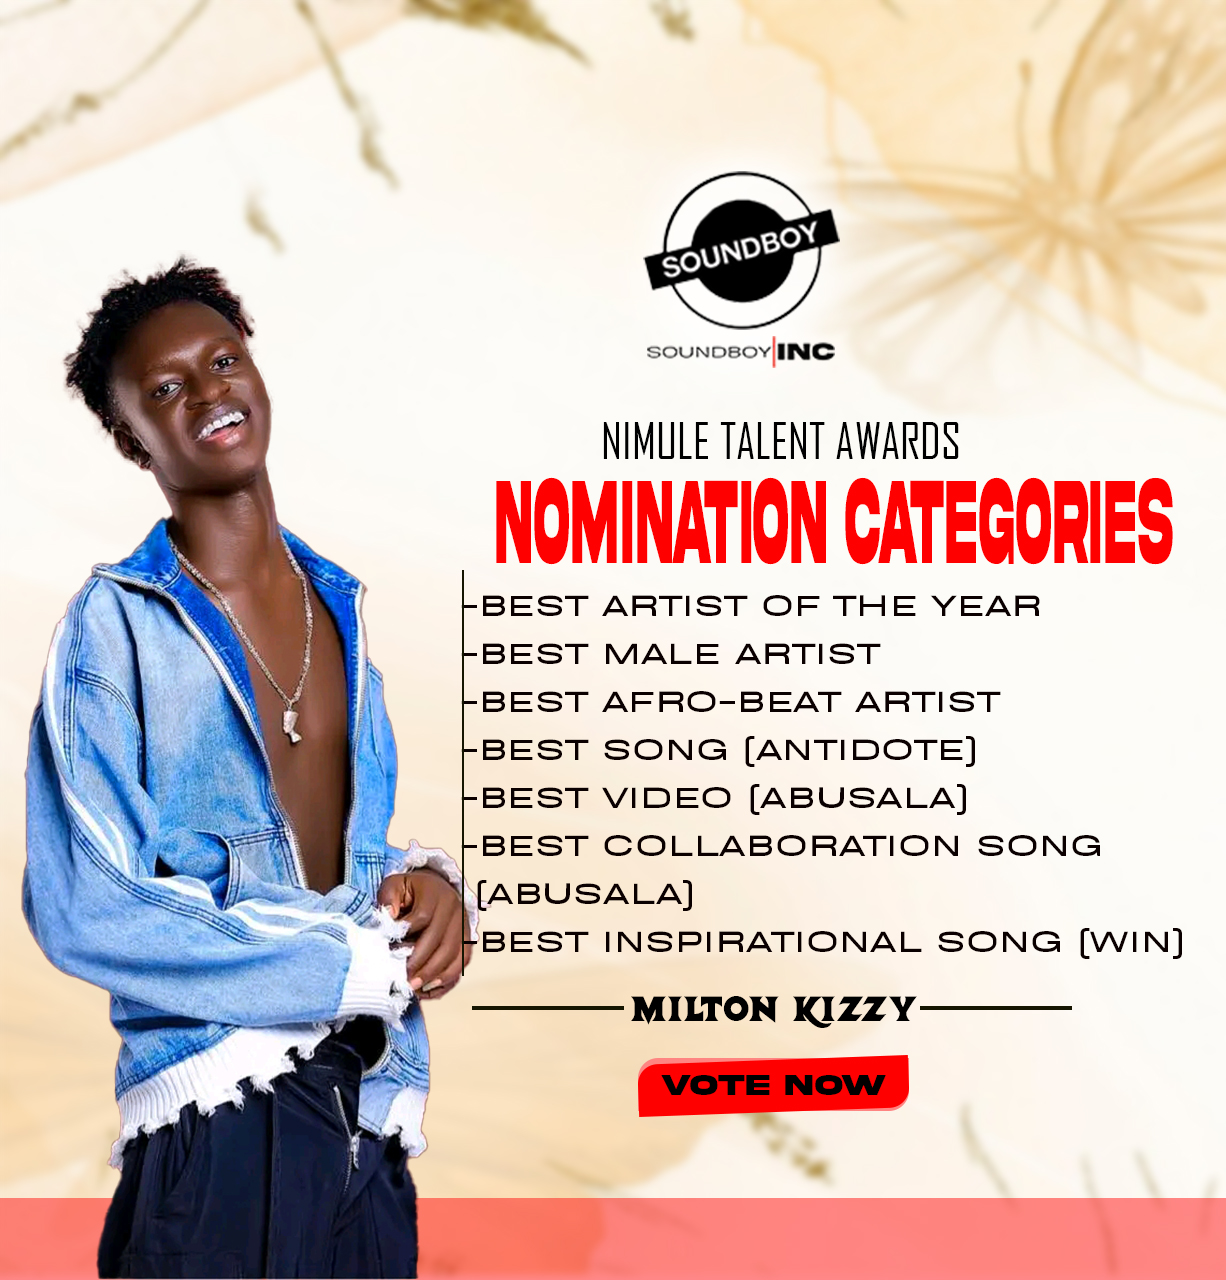 SOUNDBOY
SOUNDBOY|INC
NIMULE TALENT AWARDS
NOMINATION CATEGORIES
-BEST ARTIST OF THE YEAR
-BEST MALE ARTIST
-BEST AFRO-BEAT ARTIST
-BEST SONG (ANTIDOTE)
-BEST VIDEO (ABUSALA)
-BEST COLLABORATION SONG
(ABUSALA)
-BEST INSPIRATIONAL SONG (WIN)
MILTON KIZZY
VOTE NOW